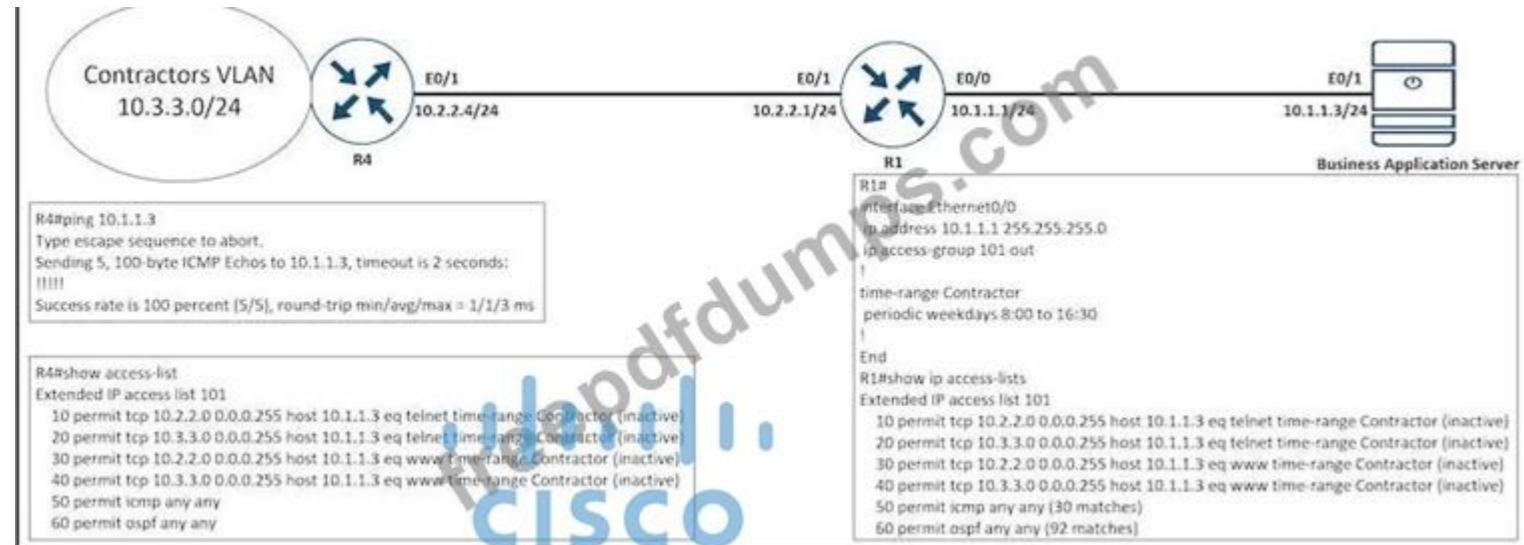 Contractors VLAN
10.3.3.0/24
E0/1
10.2.2.4/24
R4
E0/1
10.2.2.1/24
R1
E0/0
10.1.1.1/24
E0/1
10.1.1.3/24
Business Application Server
R4#ping 10.1.1.3
Type escape sequence to abort.
Sending 5, 100-byte ICMP Echos to 10.1.1.3, timeout is 2 seconds:
!!!!!
Success rate is 100 percent (5/5), round-trip min/avg/max = 1/1/3 ms
R4#show access-list
Extended IP access list 101
10 permit tcp 10.2.2.0 0.0.0.255 host 10.1.1.3 eq telnet time-range Contractor (inactive)
20 permit tcp 10.3.3.0 0.0.0.255 host 10.1.1.3 eq telnet time-range Contractor (inactive)
30 permit tcp 10.2.2.0 0.0.0.255 host 10.1.1.3 eq www time-range Contractor (inactive)
40 permit tcp 10.3.3.0 0.0.0.255 host 10.1.1.3 eq www time-range Contractor (inactive)
50 permit icmp any any
60 permit ospf any any
R1#
interface Ethernet0/0
ip address 10.1.1.1 255.255.255.0
ip access-group 101 out
!
time-range Contractor
periodic weekdays 8:00 to 16:30
!
End
R1#show ip access-lists
Extended IP access list 101
10 permit tcp 10.2.2.0 0.0.0.255 host 10.1.1.3 eq telnet time-range Contractor (inactive)
20 permit tcp 10.3.3.0 0.0.0.255 host 10.1.1.3 eq telnet time-range Contractor (inactive)
30 permit tcp 10.2.2.0 0.0.0.255 host 10.1.1.3 eq www time-range Contractor (inactive)
40 permit tcp 10.3.3.0 0.0.0.255 host 10.1.1.3 eq www time-range Contractor (inactive)
50 permit icmp any any (30 matches)
60 permit ospf any any (92 matches)
freepdfdumps.com
CISCO